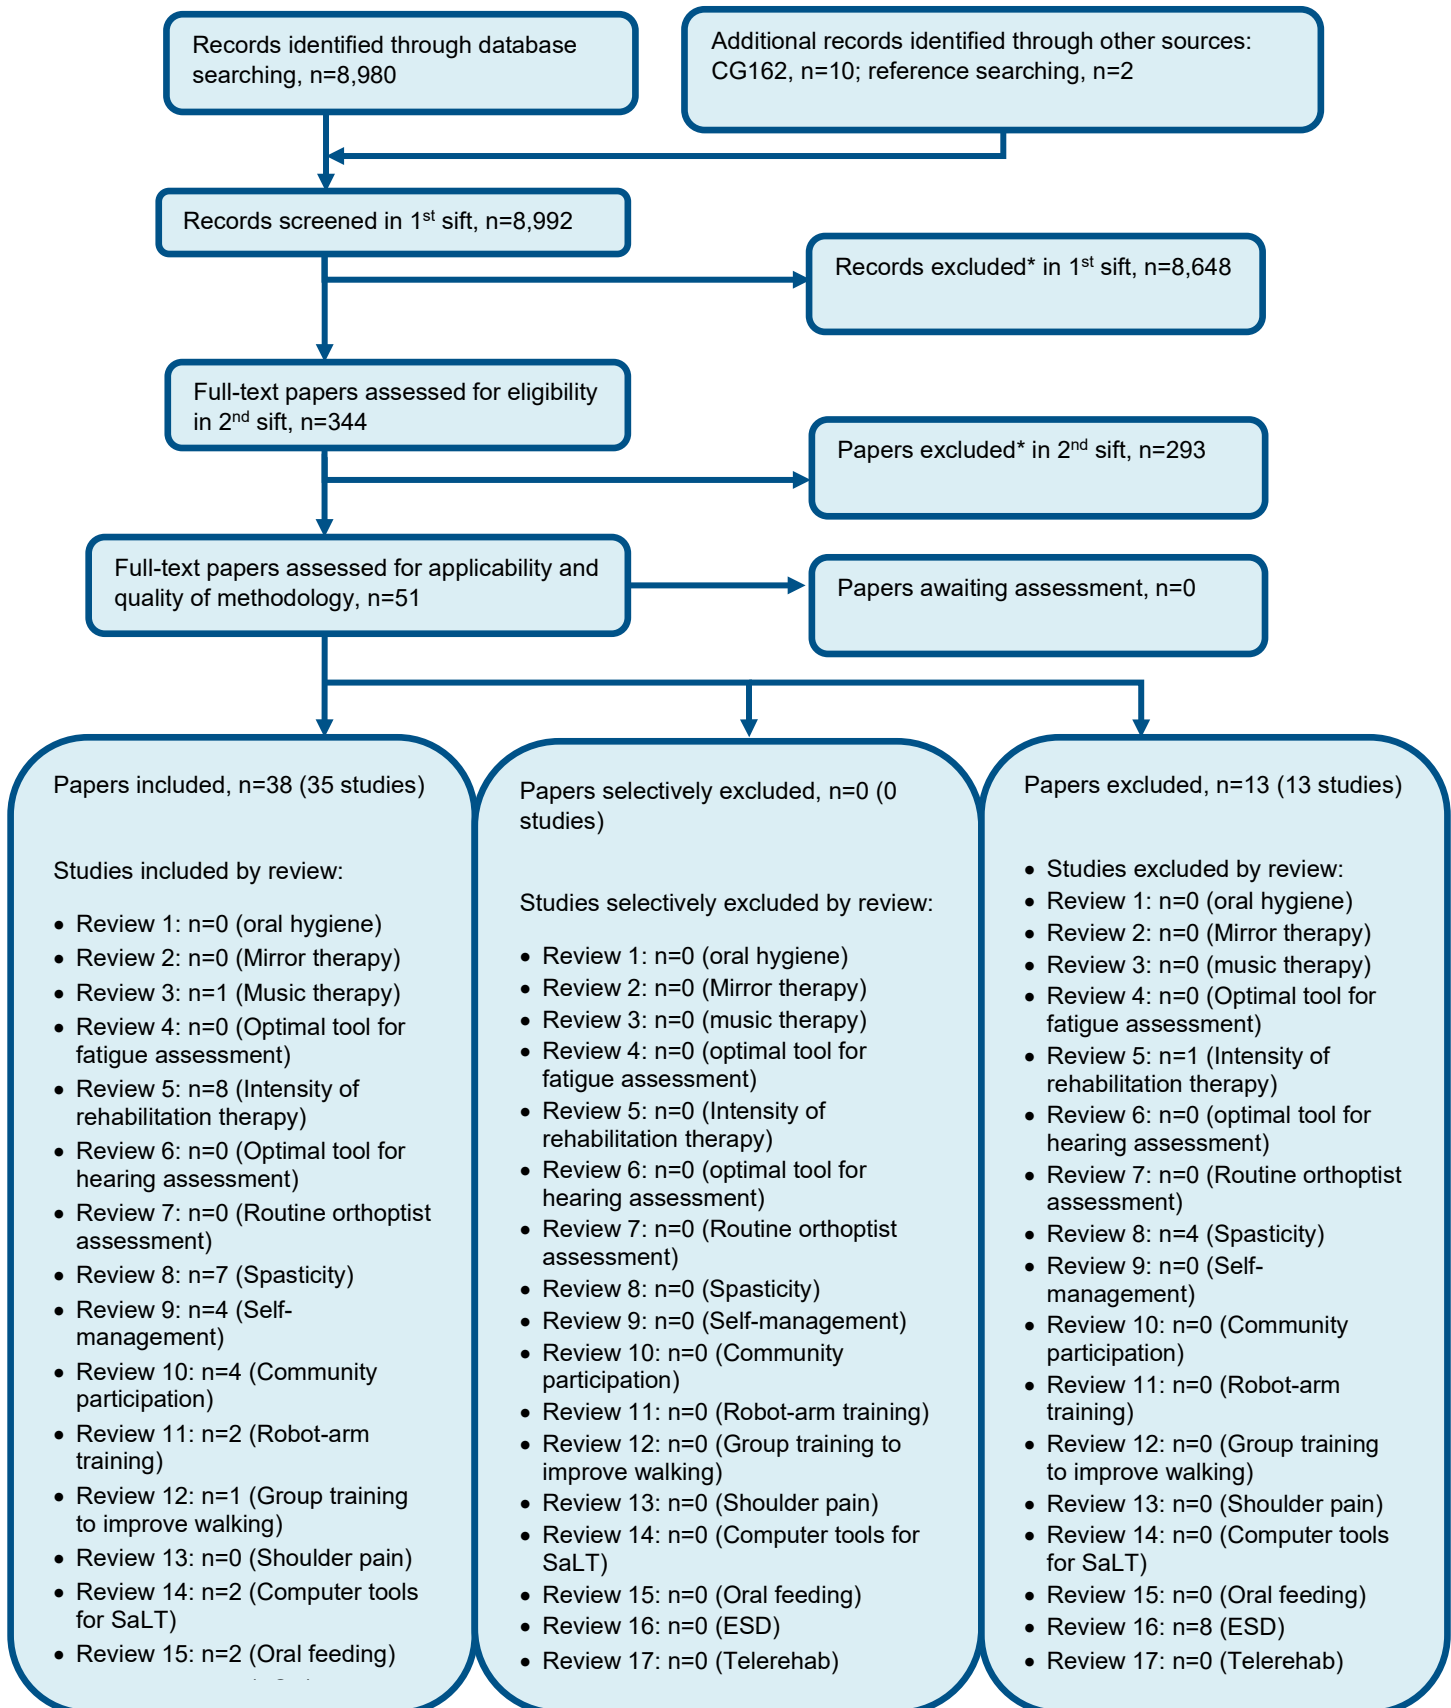 Records identified through database
searching, n=8,980
Additional records identified through other sources:
CG162, n=10; reference searching, n=2
Records screened in 1st sift, n=8,992
Records excluded* in 1st sift, n=8,648
Full-text papers assessed for eligibility
in 2nd sift, n=344
Papers excluded* in 2nd sift, n=293
Full-text papers assessed for applicability and
quality of methodology, n=51
Papers awaiting assessment, n=0
Papers included, n=38 (35 studies)
Studies included by review:
• Review 1: n=0 (oral hygiene)
• Review 2: n=0 (Mirror therapy)
• Review 3: n=1 (Music therapy)
• Review 4: n=0 (Optimal tool for
fatigue assessment)
• Review 5: n=8 (Intensity of
rehabilitation therapy)
• Review 6: n=0 (Optimal tool for
hearing assessment)
• Review 7: n=0 (Routine orthoptist
assessment)
• Review 8: n=7 (Spasticity)
• Review 9: n=4 (Self-
management)
• Review 10: n=4 (Community
participation)
• Review 11: n=2 (Robot-arm
training)
• Review 12: n=1 (Group training
to improve walking)
• Review 13: n=0 (Shoulder pain)
• Review 14: n=2 (Computer tools
for SaLT)
• Review 15: n=2 (Oral feeding)
Papers selectively excluded, n=0 (0
studies)
Studies selectively excluded by review:
• Review 1: n=0 (oral hygiene)
• Review 2: n=0 (Mirror therapy)
• Review 3: n=0 (music therapy)
• Review 4: n=0 (optimal tool for
fatigue assessment)
• Review 5: n=0 (Intensity of
rehabilitation therapy)
• Review 6: n=0 (optimal tool for
hearing assessment)
• Review 7: n=0 (Routine orthoptist
assessment)
• Review 8: n=0 (Spasticity)
• Review 9: n=0 (Self-management)
• Review 10: n=0 (Community
participation)
• Review 11: n=0 (Robot-arm training)
• Review 12: n=0 (Group training to
improve walking)
• Review 13: n=0 (Shoulder pain)
• Review 14: n=0 (Computer tools for
SaLT)
• Review 15: n=0 (Oral feeding)
• Review 16: n=0 (ESD)
• Review 17: n=0 (Telerehab)
Papers excluded, n=13 (13 studies)
• Studies excluded by review:
• Review 1: n=0 (oral hygiene)
• Review 2: n=0 (Mirror therapy)
• Review 3: n=0 (music therapy)
• Review 4: n=0 (Optimal tool for
fatigue assessment)
• Review 5: n=1 (Intensity of
rehabilitation therapy)
• Review 6: n=0 (optimal tool for
hearing assessment)
• Review 7: n=0 (Routine orthoptist
assessment)
• Review 8: n=4 (Spasticity)
• Review 9: n=0 (Self-
management)
• Review 10: n=0 (Community
participation)
• Review 11: n=0 (Robot-arm
training)
• Review 12: n=0 (Group training
to improve walking)
• Review 13: n=0 (Shoulder pain)
• Review 14: n=0 (Computer tools
for SaLT)
• Review 15: n=0 (Oral feeding)
• Review 16: n=8 (ESD)
• Review 17: n=0 (Telerehab)